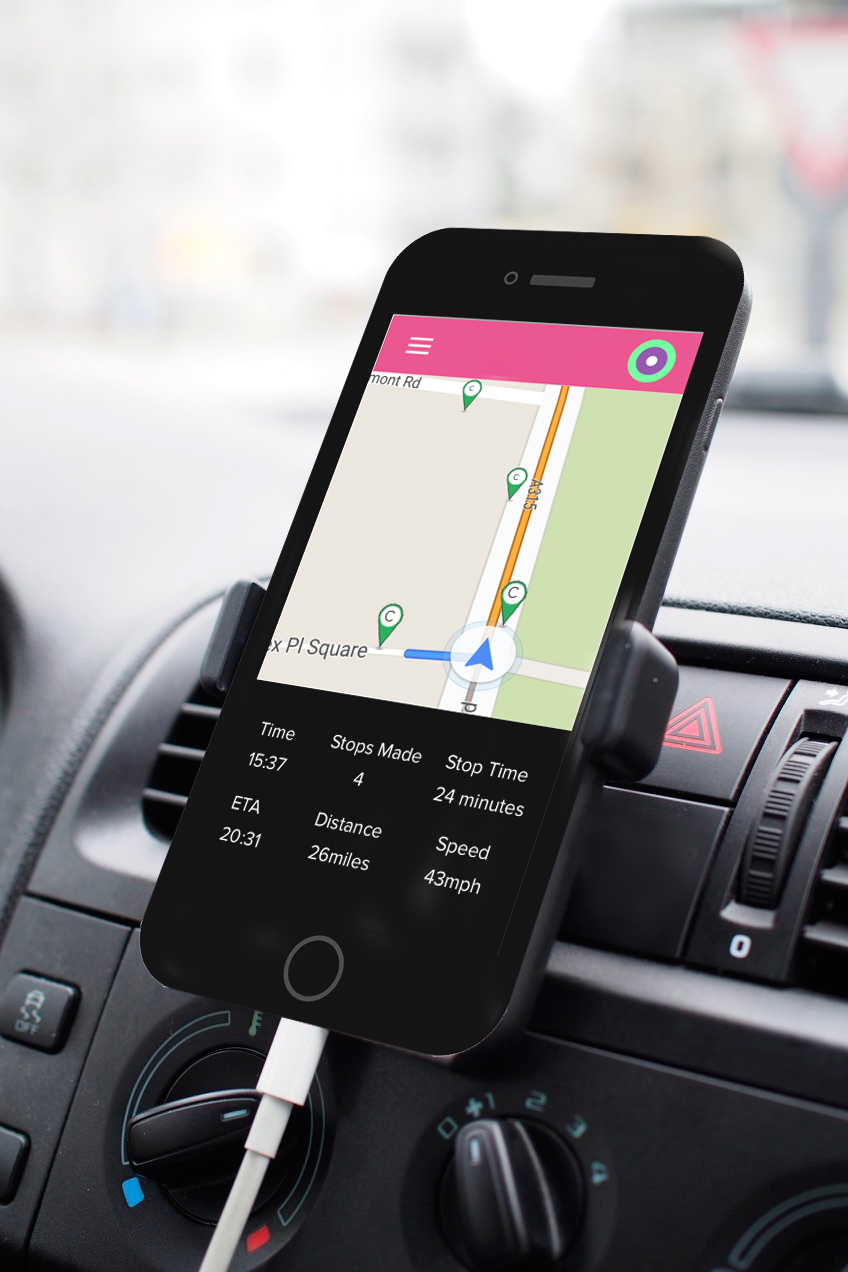 mont Rd
C
C
A315
C
C
ex Pl Square
Time
15:37
Stops Made
4
Stop Time
24 minutes
ETA
20:31
Distance
26miles
Speed
43mph
0
OFF
0
1
2
3
4